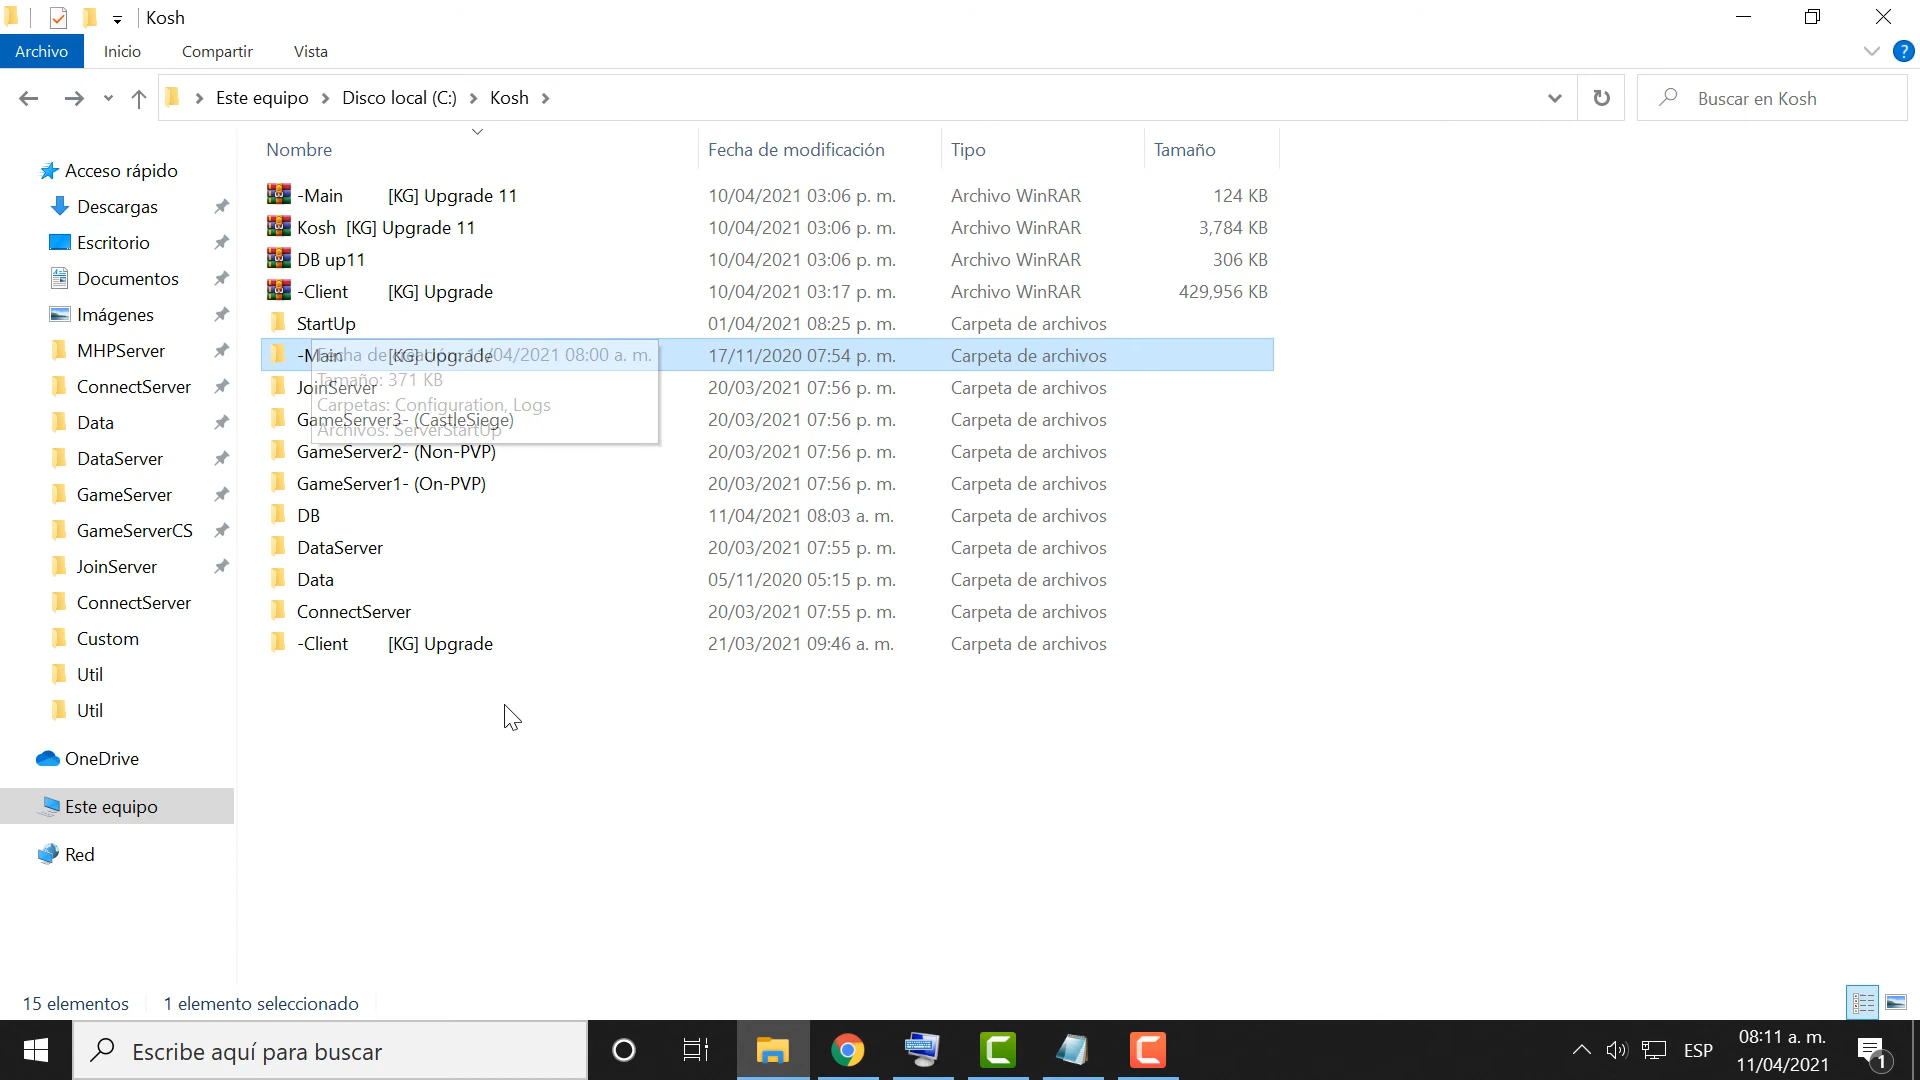 Kosh
Archivo Inicio Compartir Vista
Este equipo Disco local (C:) Kosh Buscar en Kosh
Nombre Fecha de modificación Tipo Tamaño
Acceso rápido
Descargas
Escritorio
Documentos
Imágenes
MHPServer
ConnectServer
Data
DataServer
GameServer
GameServerCS
JoinServer
ConnectServer
Custom
Util
Util
OneDrive
Este equipo
Red
-Main [KG] Upgrade 11 10/04/2021 03:06 p. m. Archivo WinRAR 124 KB
Kosh [KG] Upgrade 11 10/04/2021 03:06 p. m. Archivo WinRAR 3,784 KB
DB up11 10/04/2021 03:06 p. m. Archivo WinRAR 306 KB
-Client [KG] Upgrade 10/04/2021 03:17 p. m. Archivo WinRAR 429,956 KB
StartUp 01/04/2021 08:25 p. m. Carpeta de archivos
-Main [KG] Upgrade 17/11/2020 07:54 p. m. Carpeta de archivos
JoinServer 20/03/2021 07:56 p. m. Carpeta de archivos
GameServer3- (CastleSiege) 20/03/2021 07:56 p. m. Carpeta de archivos
GameServer2- (Non-PVP) 20/03/2021 07:56 p. m. Carpeta de archivos
GameServer1- (On-PVP) 20/03/2021 07:56 p. m. Carpeta de archivos
DB 11/04/2021 08:03 a. m. Carpeta de archivos
DataServer 20/03/2021 07:55 p. m. Carpeta de archivos
Data 05/11/2020 05:15 p. m. Carpeta de archivos
ConnectServer 20/03/2021 07:55 p. m. Carpeta de archivos
-Client [KG] Upgrade 21/03/2021 09:46 a. m. Carpeta de archivos
/04/2021 08:00 a. m.
Tamaño: 371 KB
Carpetas: Configuration, Logs
Archivos: ServerStartUp
15 elementos 1 elemento seleccionado
Escribe aquí para buscar
ESP
08:11 a. m.
11/04/2021
1